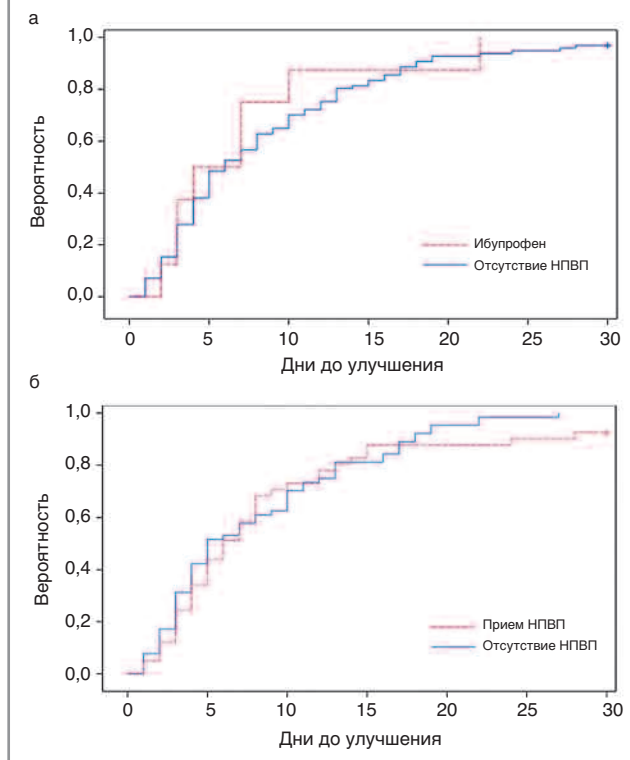 а
1,0
0,8
0,6
0,4
0,2
0,0
Вероятность
Ибупрофен
Отсутствие НПВП
0 5 10 15 20 25 30
Дни до улучшения
б
1,0
0,8
0,6
0,4
0,2
0,0
Вероятность
Прием НПВП
Отсутствие НПВП
0 5 10 15 20 25 30
Дни до улучшения